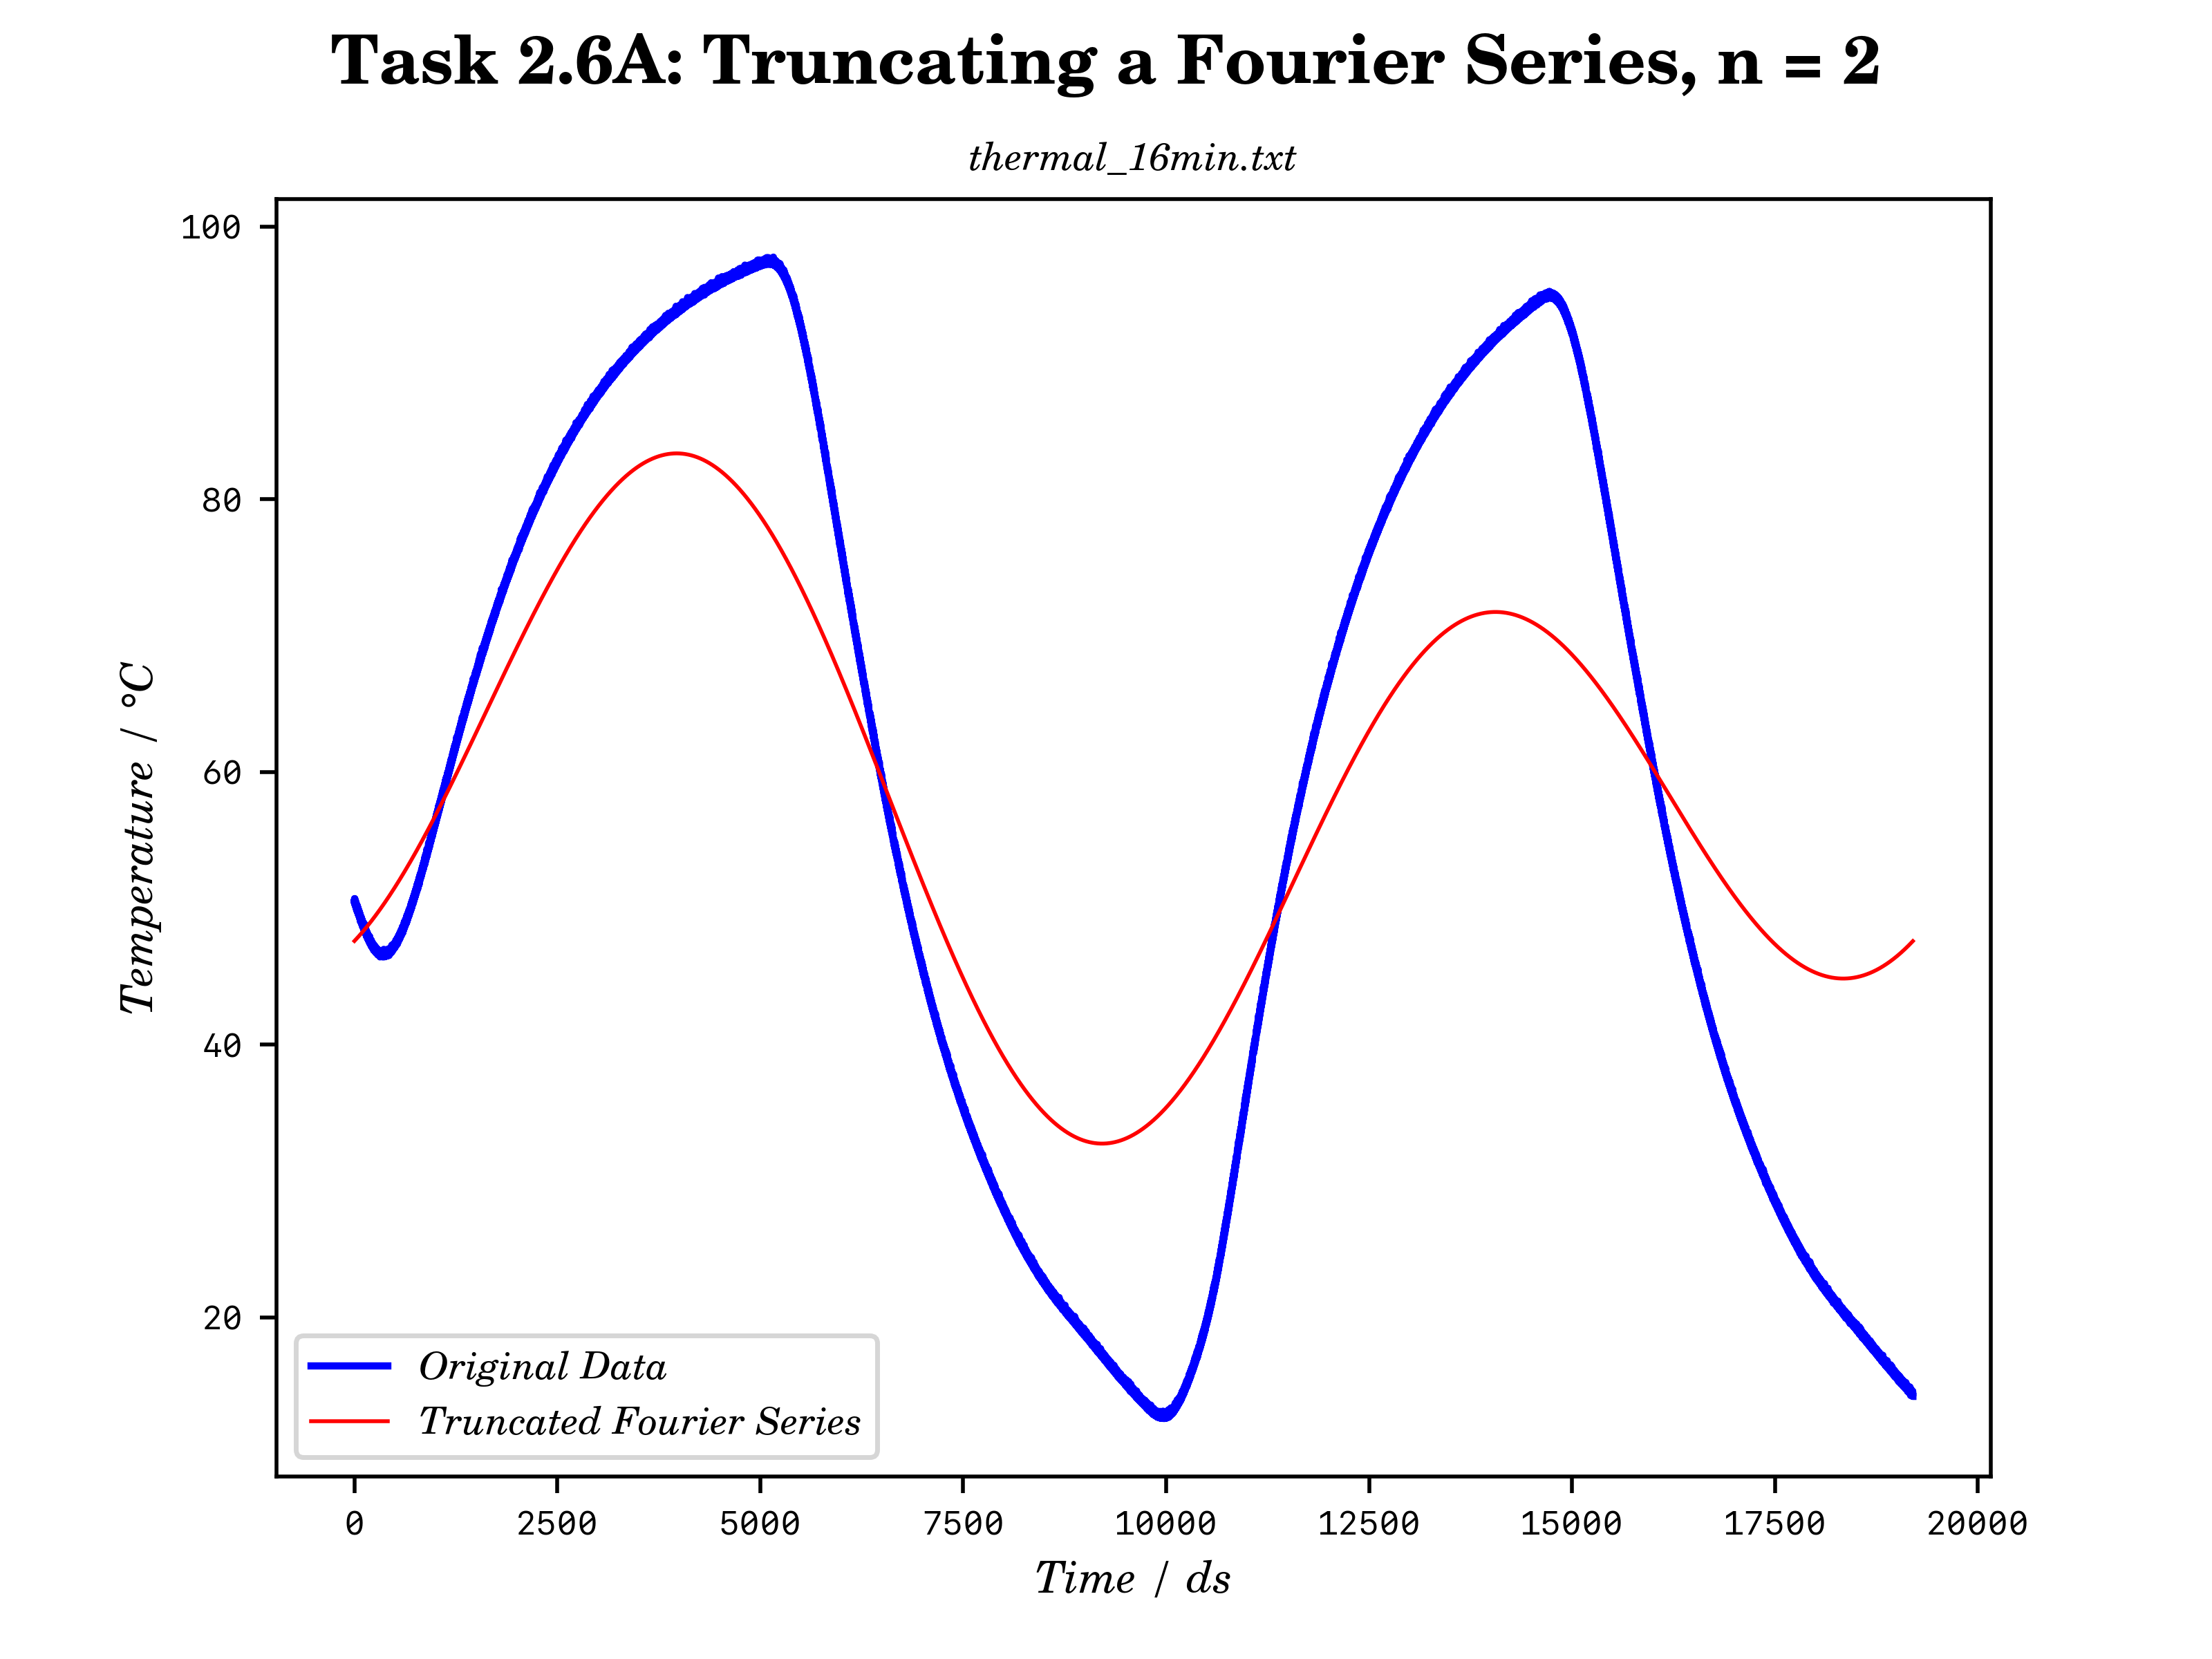 Task 2.6A: Truncating a Fourier Series, n = 2
thermal_16min.txt
100
80
60
40
20
Temperature / °C
Original Data
Truncated Fourier Series
0 2500 5000 7500 10000 12500 15000 17500 20000
Time / ds